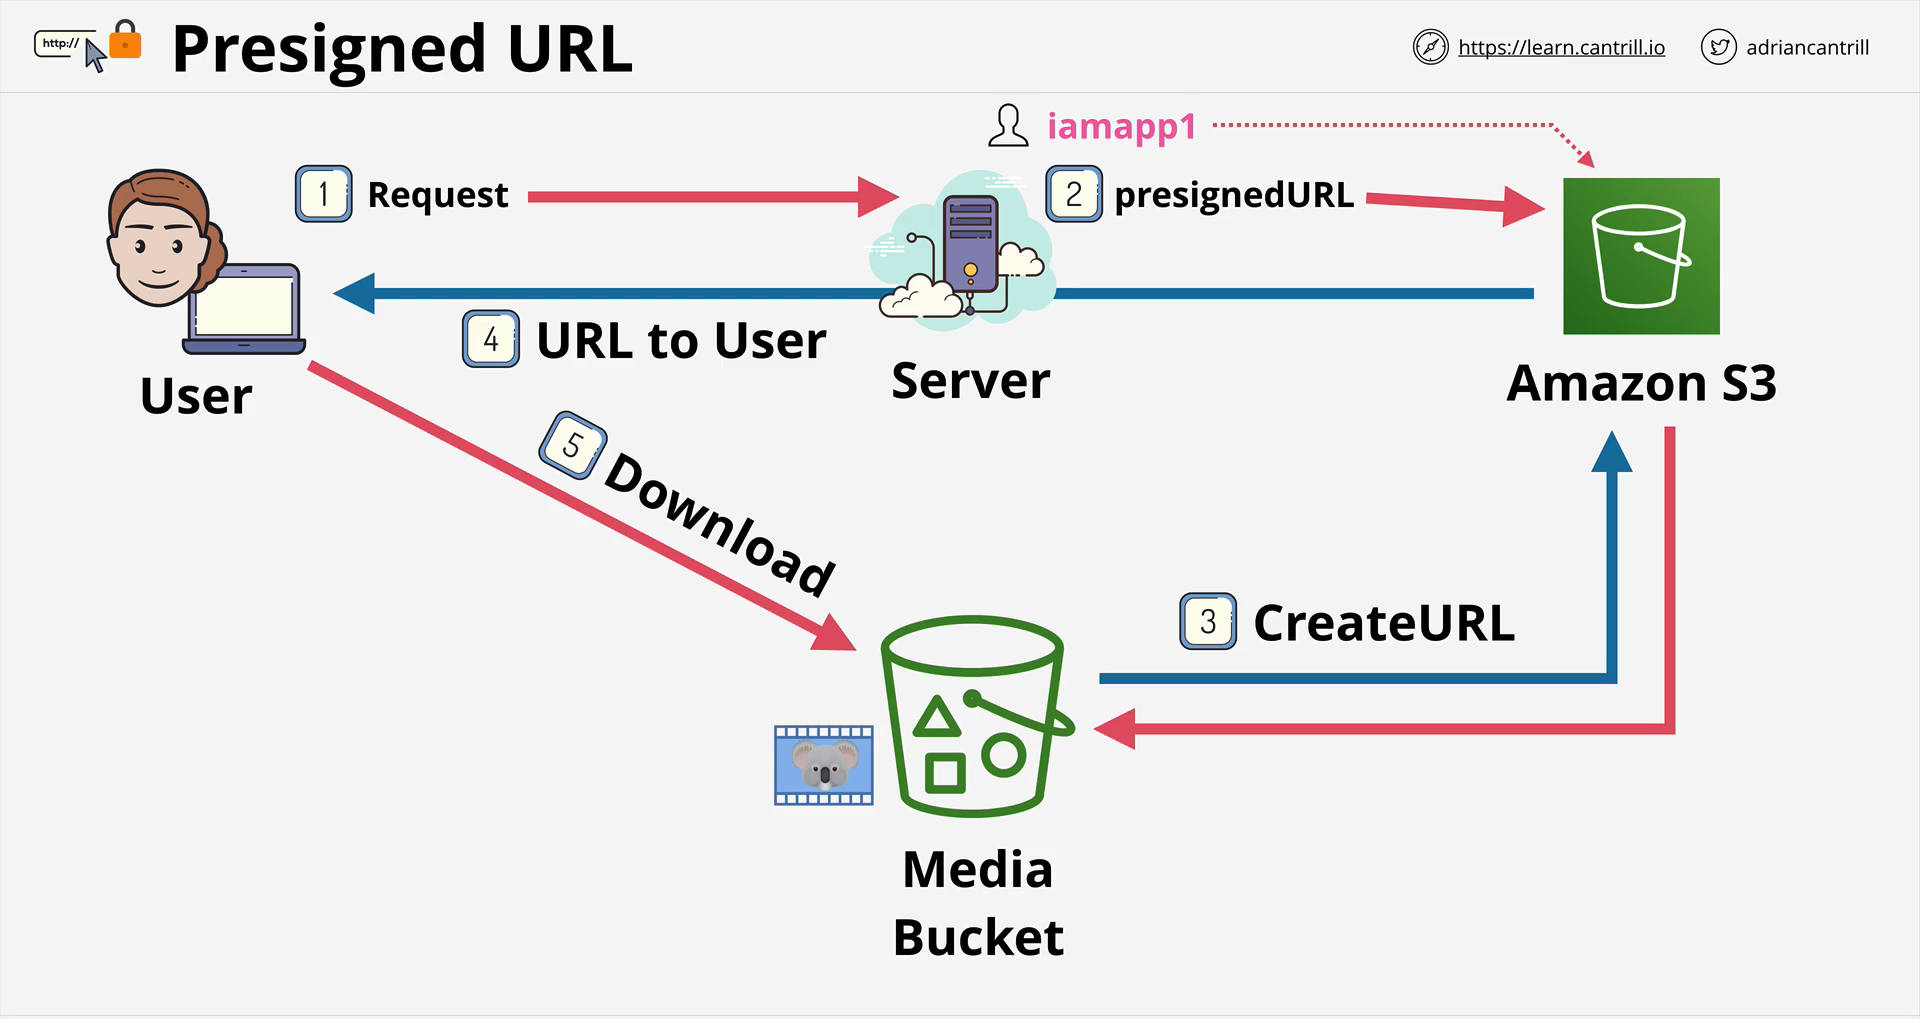 http://
Presigned URL
https://learn.cantrill.io
adriancantrill
iamapp1
1 Request
2 presignedURL
4 URL to User
User
Server
Amazon S3
5 Download
3 CreateURL
Media
Bucket